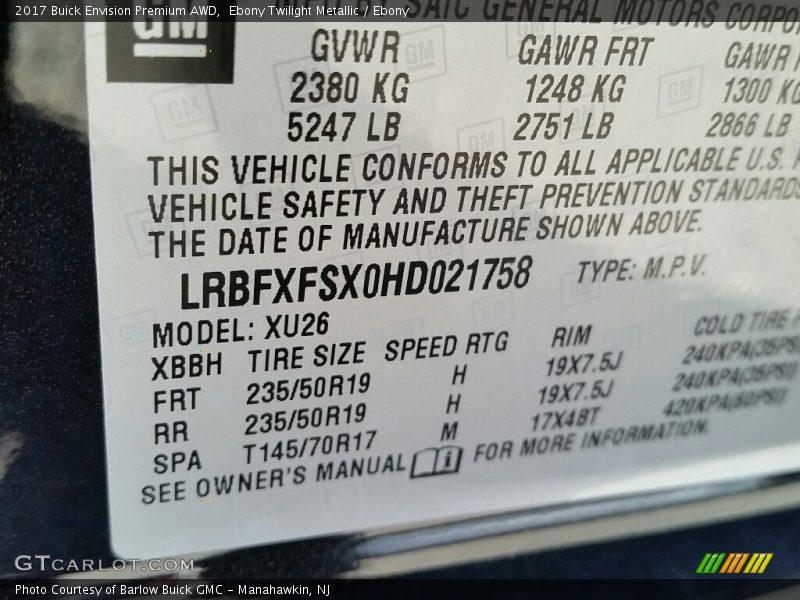 2017 Buick Envision Premium AWD, Ebony Twilight Metallic / Ebony
GM
GENERAL MOTORS
GVWR GAWR FRT GAWR
2380 KG 1248 KG 1300 KG
5247 LB 2751 LB 2866 LB
THIS VEHICLE CONFORMS TO ALL APPLICABLE U.S.
VEHICLE SAFETY AND THEFT PREVENTION STANDARDS
THE DATE OF MANUFACTURE SHOWN ABOVE.
LRBFXFSX0HD021758 TYPE: M.P.V.
MODEL: XU26
XBBH TIRE SIZE SPEED RTG RIM COLD TIRE
FRT 235/50R19 H 19X7.5J 240KPA(35PSI)
RR 235/50R19 H 19X7.5J 240KPA(35PSI)
SPA T145/70R17 M 17X4BT 420KPA(60PSI)
SEE OWNER'S MANUAL i FOR MORE INFORMATION.
GTCARLOT.COM
Photo Courtesy of Barlow Buick GMC - Manahawkin, NJ